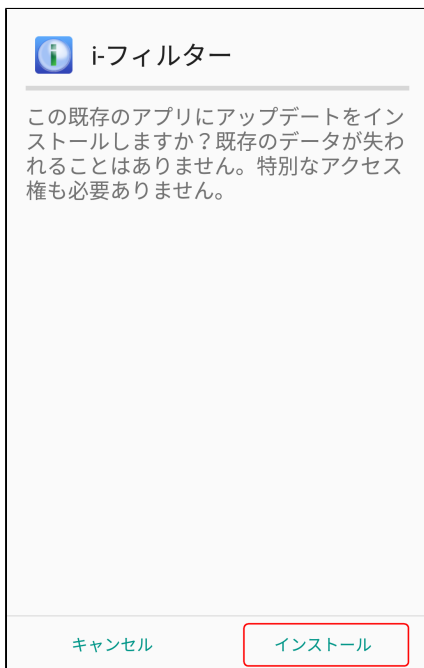 i-フィルター
この既存のアプリにアップデートをイン
ストールしますか？既存のデータが失わ
れることはありません。特別なアクセス
権も必要ありません。
キャンセル
インストール